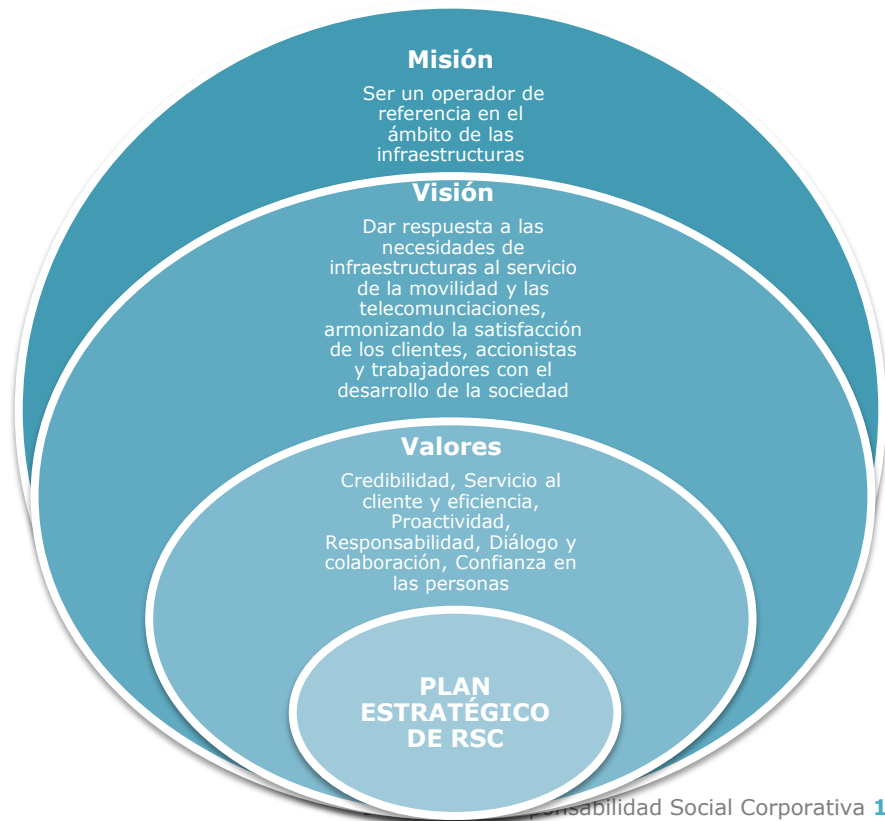 Misión
Ser un operador de
referencia en el
ámbito de las
infraestructuras
Visión
Dar respuesta a las
necesidades de
infraestructuras al servicio
de la movilidad y las
telecomunciaciones,
armonizando la satisfacción
de los clientes, accionistas
y trabajadores con el
desarrollo de la sociedad
Valores
Credibilidad, Servicio al
cliente y eficiencia,
Proactividad,
Responsabilidad, Diálogo y
colaboración, Confianza en
las personas
PLAN
ESTRATÉGICO
DE RSC
Social Corporativa 1